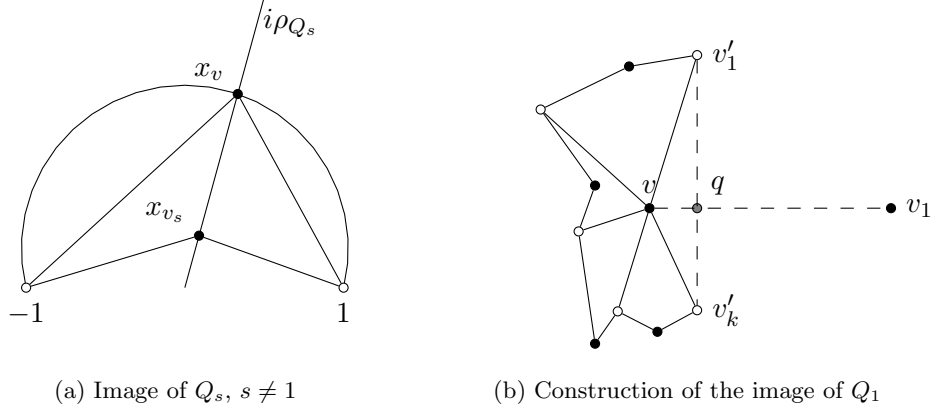 iρ_{Q_s}
x_v
x_{v_s}
−1
1
v′_1
v
q
v_1
v′_k
(a) Image of Q_s, s ≠ 1
(b) Construction of the image of Q_1